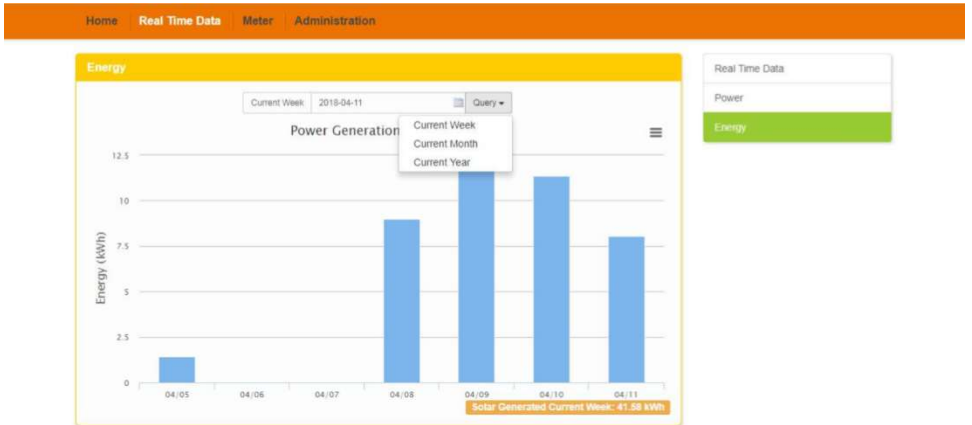 Home Real Time Data Meter Administration
Energy
Current Week 2018-04-11 Query
Current Week
Current Month
Current Year
Power Generation
Energy (kWh)
12.5
10
7.5
5
2.5
0
04/05 04/06 04/07 04/08 04/09 04/10 04/11
Solar Generated Current Week: 41.58 kWh
Real Time Data
Power
Energy